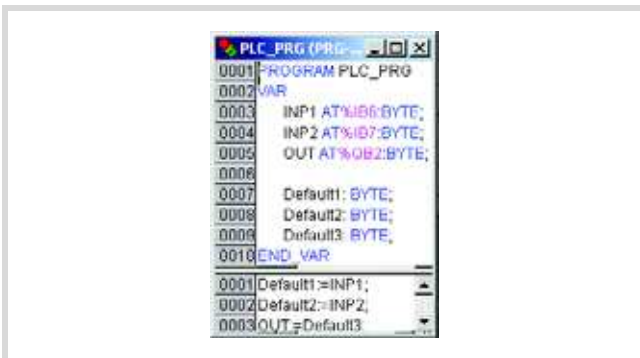 PLC_PRG (PRG-...
0001 PROGRAM PLC_PRG
0002 VAR
0003 INP1 AT%IB6:BYTE;
0004 INP2 AT%IB7:BYTE;
0005 OUT AT%QB2:BYTE;
0006
0007 Default1: BYTE;
0008 Default2: BYTE;
0009 Default3: BYTE;
0010 END_VAR
0001 Default1:=INP1;
0002 Default2:=INP2;
0003 OUT:=Default3